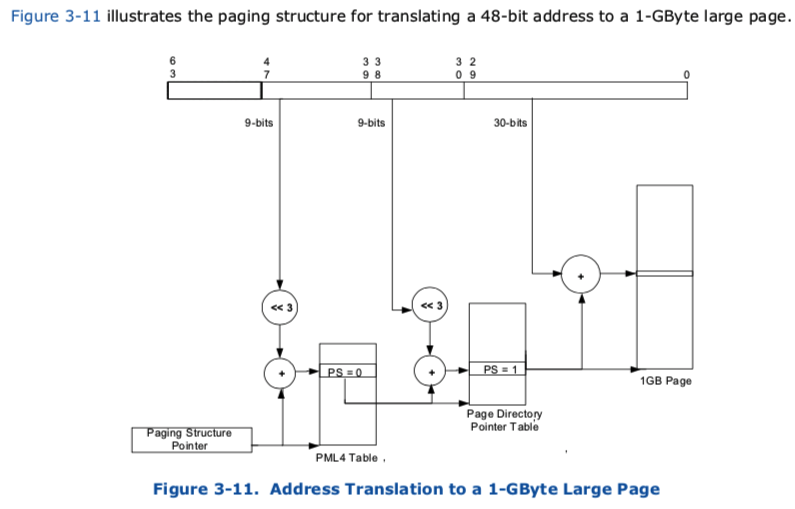 Figure 3-11 illustrates the paging structure for translating a 48-bit address to a 1-GByte large page.
6 4 3 3 3 2
3 7 9 8 0 9 0
9-bits 9-bits 30-bits
+
<< 3 << 3
PS = 0 + PS = 1
+
1GB Page
Page Directory
Pointer Table
Paging Structure
Pointer
PML4 Table
Figure 3-11. Address Translation to a 1-GByte Large Page